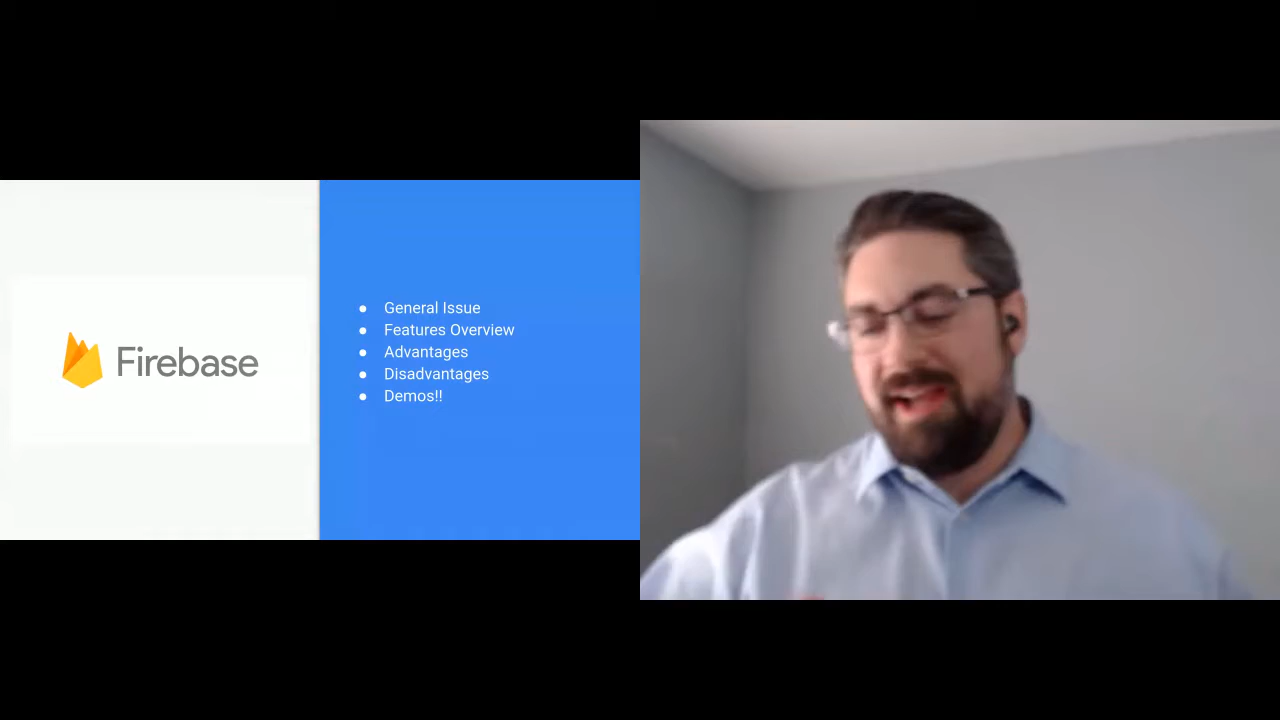 Firebase
● General Issue
● Features Overview
● Advantages
● Disadvantages
● Demos!!